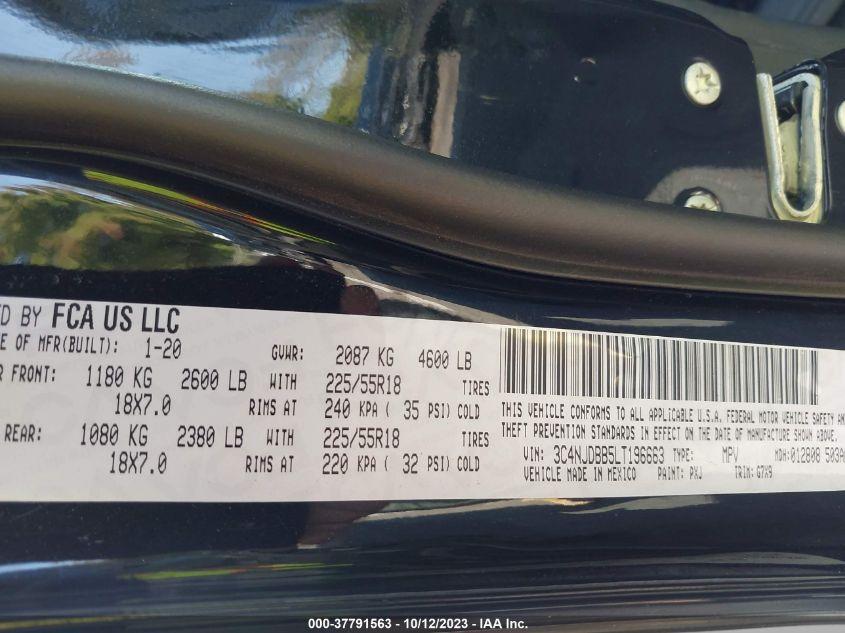 D BY FCA US LLC
E OF MFR(BUILT): 1-20 GVWR: 2087 KG 4600 LB
R FRONT: 1180 KG 2600 LB WITH 225/55R18 TIRES
18X7.0 RIMS AT 240 KPA ( 35 PSI) COLD
REAR: 1080 KG 2380 LB WITH 225/55R18 TIRES
18X7.0 RIMS AT 220 KPA ( 32 PSI) COLD
THIS VEHICLE CONFORMS TO ALL APPLICABLE U.S.A. FEDERAL MOTOR VEHICLE SAFETY AN
THEFT PREVENTION STANDARDS IN EFFECT ON THE DATE OF MANUFACTURE SHOWN ABOVE.
VIN: 3C4NJDBB5LT196663 TYPE: MPV MDH: 012808 503A
VEHICLE MADE IN MEXICO PAINT: PXJ TRIM: G7X9
000-37791563 - 10/12/2023 - IAA Inc.